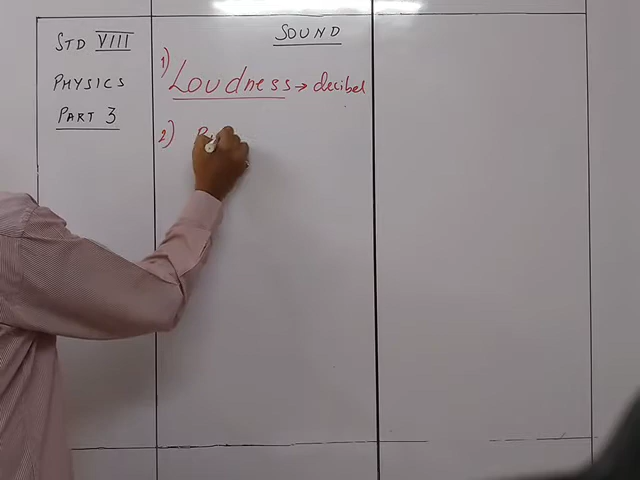 STD VIII
PHYSICS
PART 3
SOUND
1) Loudness → decibel
2)